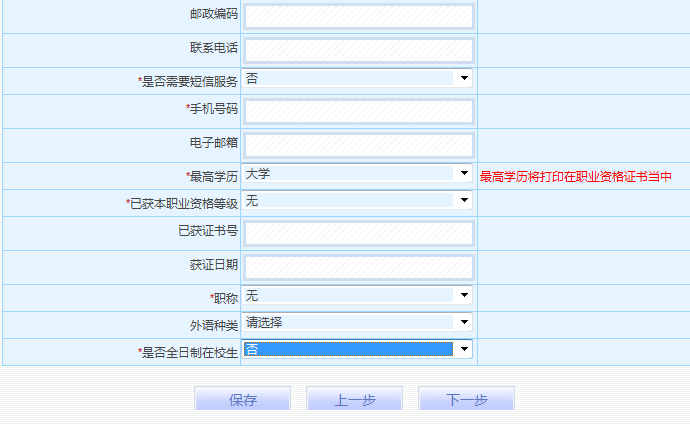 邮政编码
联系电话
*是否需要短信服务 否
*手机号码
电子邮箱
*最高学历 大学 最高学历将打印在职业资格证书当中
*已获本职业资格等级 无
已获证书号
获证日期
*职称 无
外语种类 请选择
*是否全日制在校生 否
保存 上一步 下一步